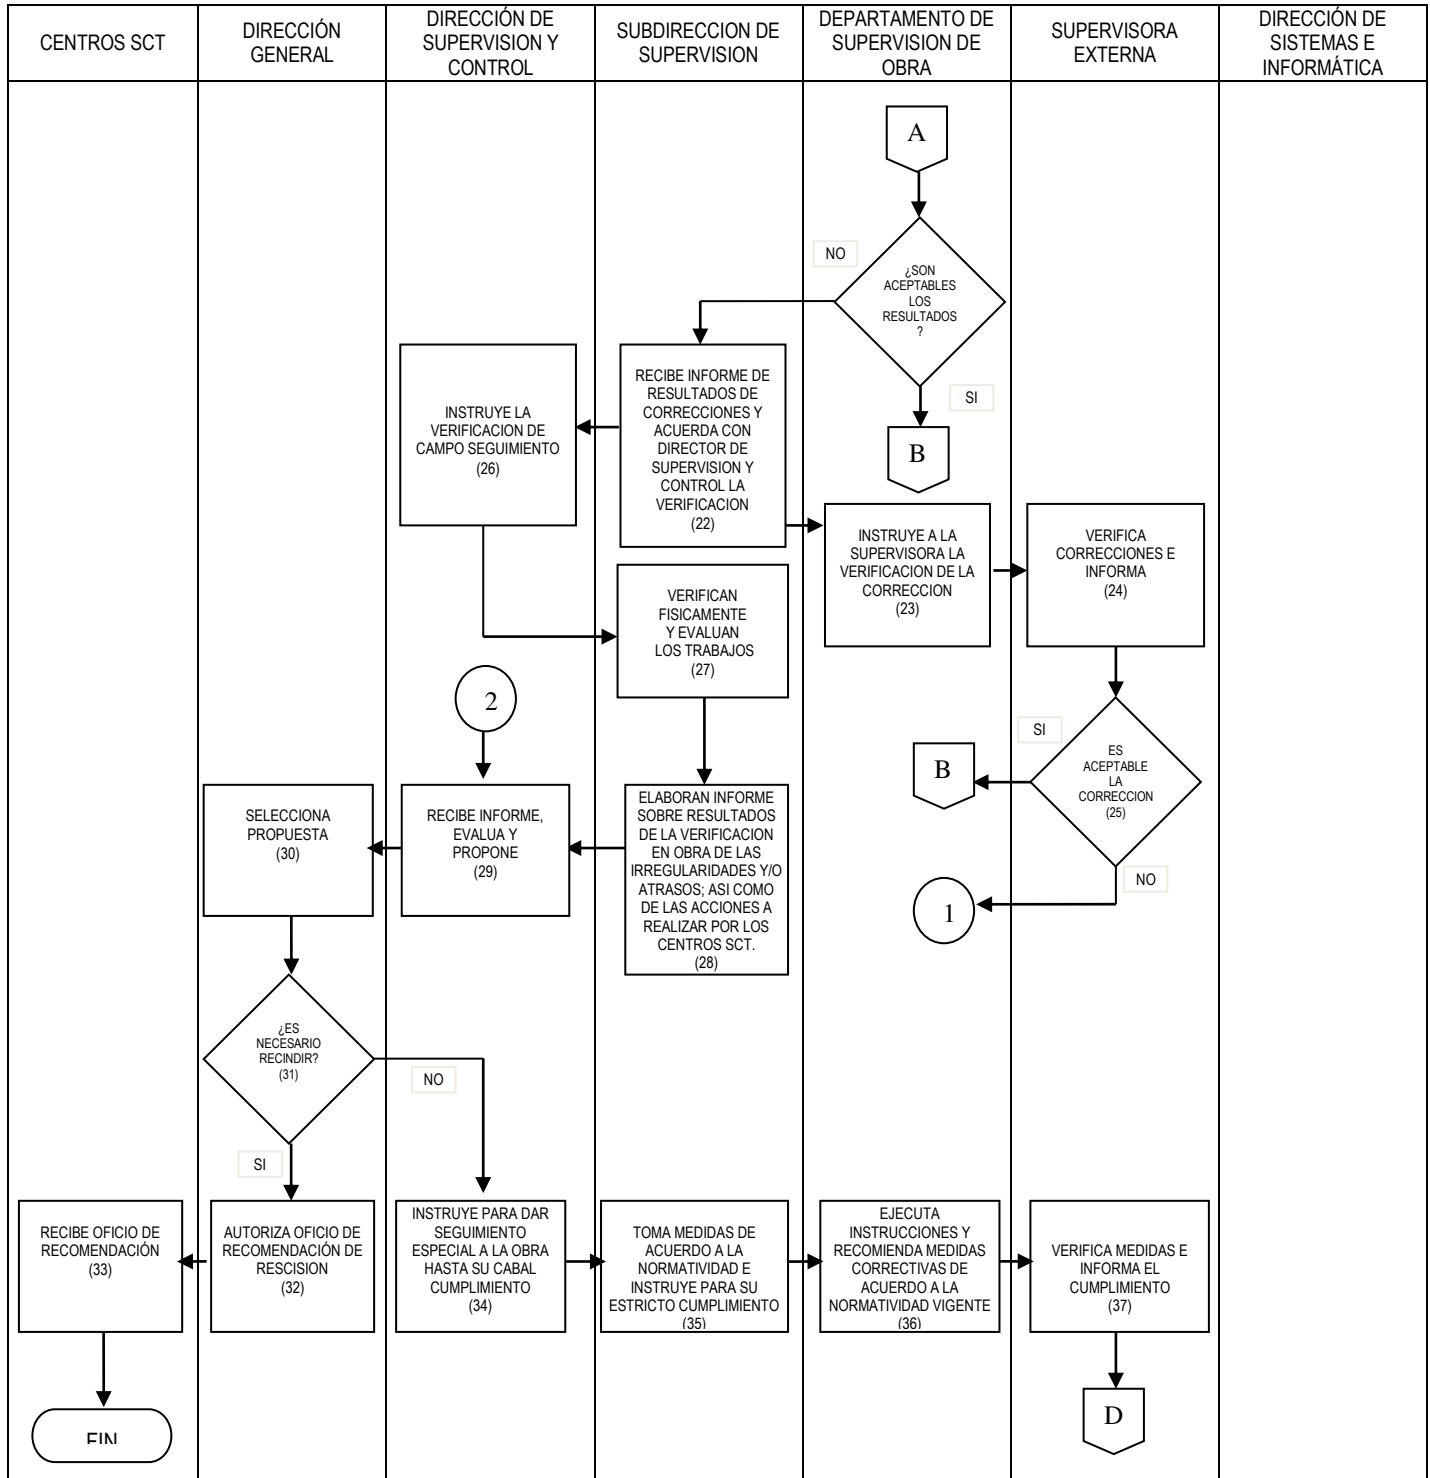 CENTROS SCT
DIRECCIÓN
GENERAL
DIRECCIÓN DE
SUPERVISION Y
CONTROL
SUBDIRECCION DE
SUPERVISION
DEPARTAMENTO DE
SUPERVISION DE
OBRA
SUPERVISORA
EXTERNA
DIRECCIÓN DE
SISTEMAS E
INFORMÁTICA
A
NO
¿SON
ACEPTABLES
LOS
RESULTADOS
?
SI
B
RECIBE INFORME DE
RESULTADOS DE
CORRECCIONES Y
ACUERDA CON
DIRECTOR DE
SUPERVISION Y
CONTROL LA
VERIFICACION
(22)
INSTRUYE LA
VERIFICACION DE
CAMPO SEGUIMIENTO
(26)
INSTRUYE A LA
SUPERVISORA LA
VERIFICACION DE LA
CORRECCION
(23)
VERIFICA
CORRECCIONES E
INFORMA
(24)
VERIFICAN
FISICAMENTE
Y EVALUAN
LOS TRABAJOS
(27)
2
SI
B
ES
ACEPTABLE
LA
CORRECCION
(25)
NO
1
SELECCIONA
PROPUESTA
(30)
RECIBE INFORME,
EVALUA Y
PROPONE
(29)
ELABORAN INFORME
SOBRE RESULTADOS
DE LA VERIFICACION
EN OBRA DE LAS
IRREGULARIDADES Y/O
ATRASOS; ASI COMO
DE LAS ACCIONES A
REALIZAR POR LOS
CENTROS SCT.
(28)
¿ES
NECESARIO
RECINDIR?
(31)
NO
SI
RECIBE OFICIO DE
RECOMENDACIÓN
(33)
AUTORIZA OFICIO DE
RECOMENDACIÓN DE
RESCISION
(32)
INSTRUYE PARA DAR
SEGUIMIENTO
ESPECIAL A LA OBRA
HASTA SU CABAL
CUMPLIMIENTO
(34)
TOMA MEDIDAS DE
ACUERDO A LA
NORMATIVIDAD E
INSTRUYE PARA SU
ESTRICTO CUMPLIMIENTO
(35)
EJECUTA
INSTRUCCIONES Y
RECOMIENDA MEDIDAS
CORRECTIVAS DE
ACUERDO A LA
NORMATIVIDAD VIGENTE
(36)
VERIFICA MEDIDAS E
INFORMA EL
CUMPLIMIENTO
(37)
FIN
D